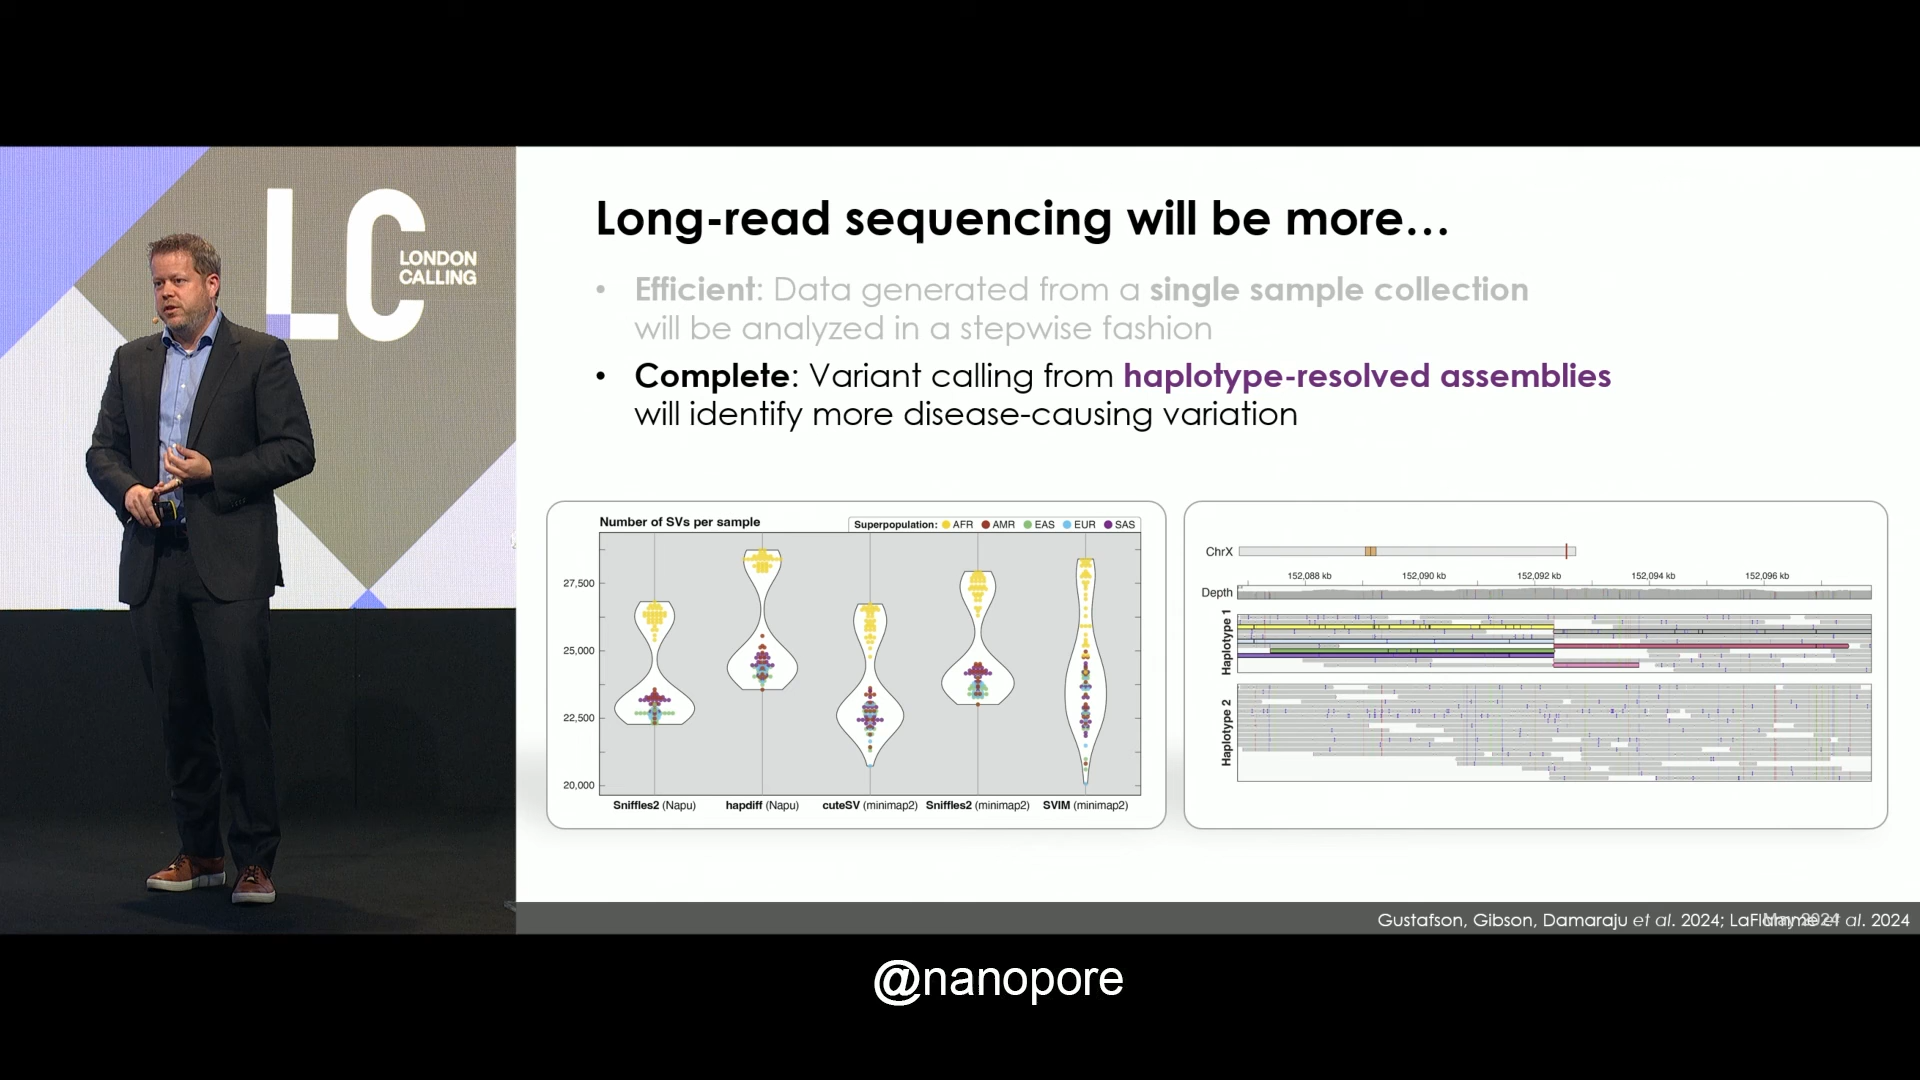 LC
LONDON
CALLING
Long-read sequencing will be more…
• Efficient: Data generated from a single sample collection
will be analyzed in a stepwise fashion
• Complete: Variant calling from haplotype-resolved assemblies
will identify more disease-causing variation
Number of SVs per sample
Superpopulation: AFR AMR EAS EUR SAS
27,500
25,000
22,500
20,000
Sniffles2 (Napu) hapdiff (Napu) cuteSV (minimap2) Sniffles2 (minimap2) SVIM (minimap2)
ChrX
152,088 kb 152,090 kb 152,092 kb 152,094 kb 152,096 kb
Depth
Haplotype 1
Haplotype 2
Gustafson, Gibson, Damaraju et al. 2024; LaFlamme et al. 2024
May 2024
@nanopore